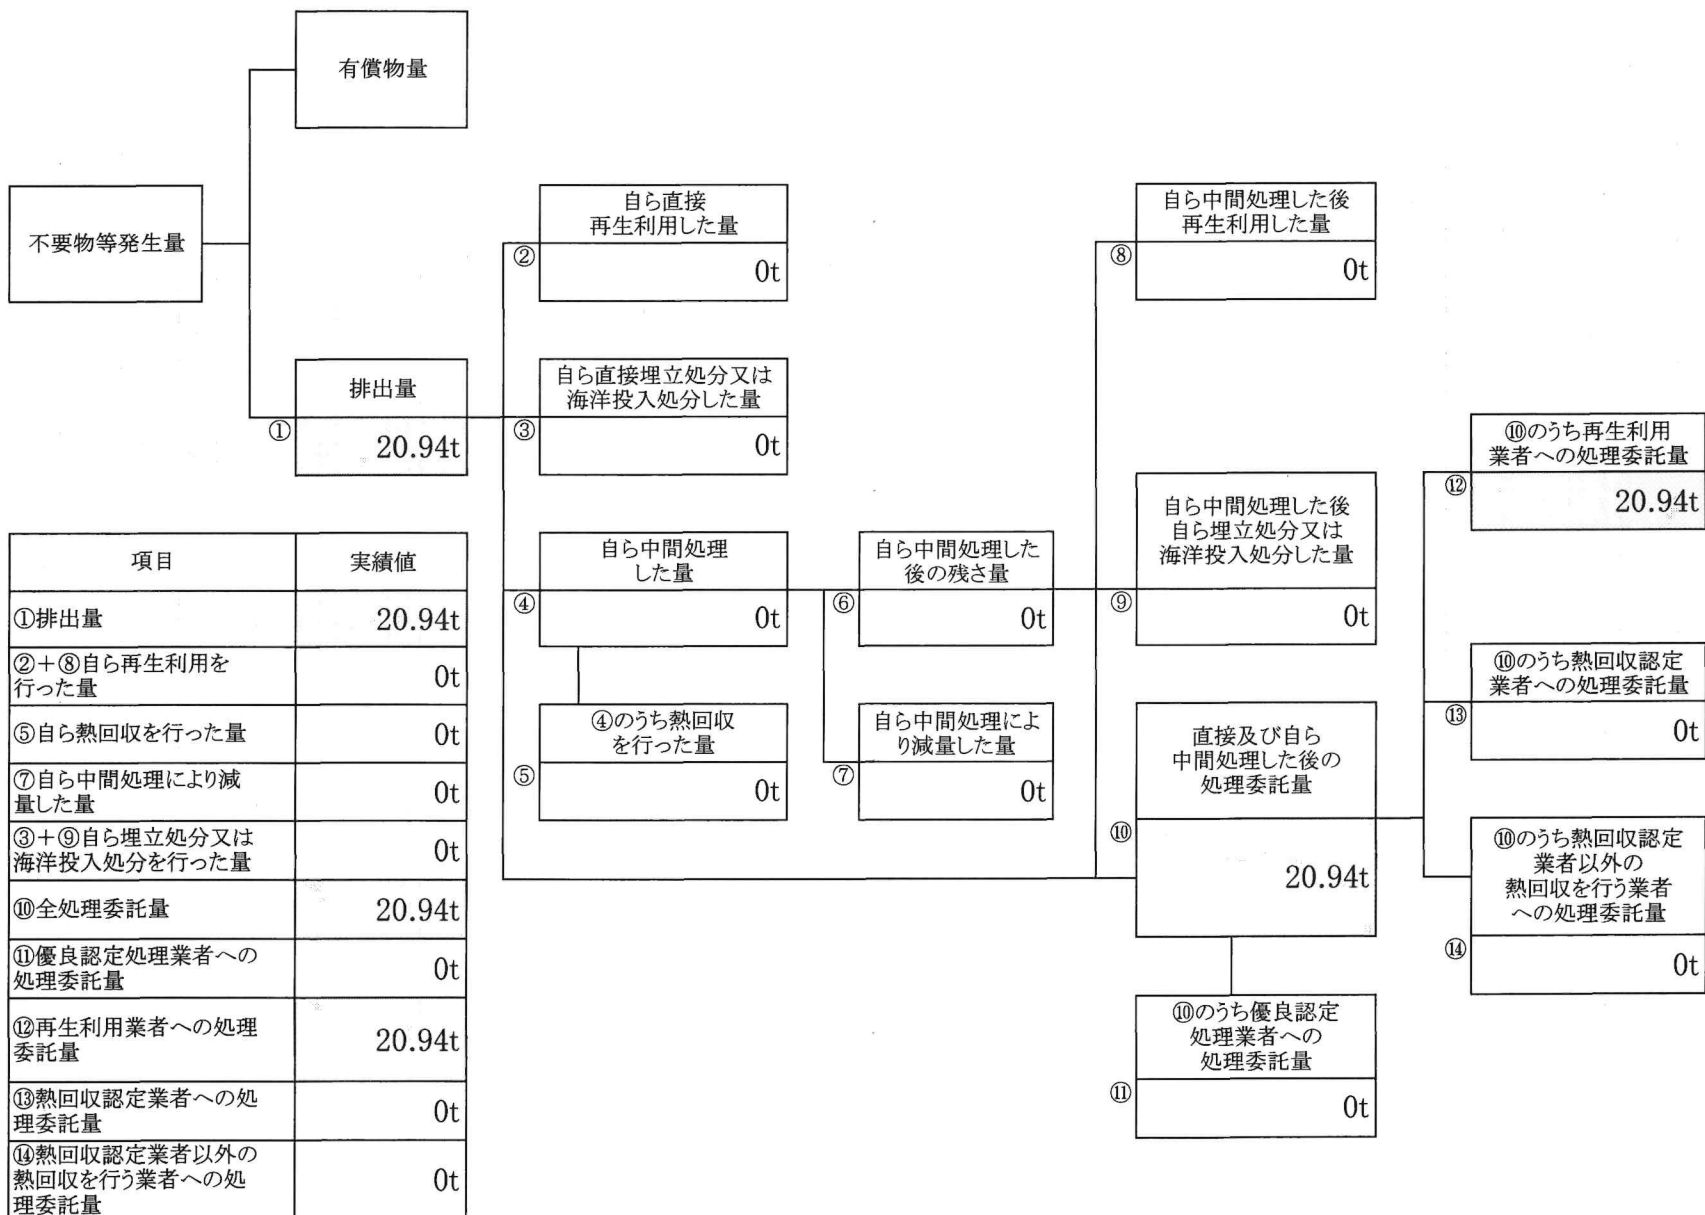 有償物量
不要物等発生量
排出量
①
20.94t
自ら直接
再生利用した量
②
0t
自ら直接埋立処分又は
海洋投入処分した量
③
0t
自ら中間処理
した量
④
0t
④のうち熱回収
を行った量
⑤
0t
自ら中間処理した
後の残さ量
⑥
0t
自ら中間処理によ
り減量した量
⑦
0t
自ら中間処理した後
再生利用した量
⑧
0t
自ら中間処理した後
自ら埋立処分又は
海洋投入処分した量
⑨
0t
直接及び自ら
中間処理した後の
処理委託量
⑩
20.94t
⑩のうち優良認定
処理業者への
処理委託量
⑪
0t
⑩のうち再生利用
業者への処理委託量
⑫
20.94t
⑩のうち熱回収認定
業者への処理委託量
⑬
0t
⑩のうち熱回収認定
業者以外の
熱回収を行う業者
への処理委託量
⑭
0t
項目 実績値
①排出量 20.94t
②+⑧自ら再生利用を
行った量 0t
⑤自ら熱回収を行った量 0t
⑦自ら中間処理により減
量した量 0t
③+⑨自ら埋立処分又は
海洋投入処分を行った量 0t
⑩全処理委託量 20.94t
⑪優良認定処理業者への
処理委託量 0t
⑫再生利用業者への処理
委託量 20.94t
⑬熱回収認定業者への処
理委託量 0t
⑭熱回収認定業者以外の
熱回収を行う業者への処
理委託量 0t